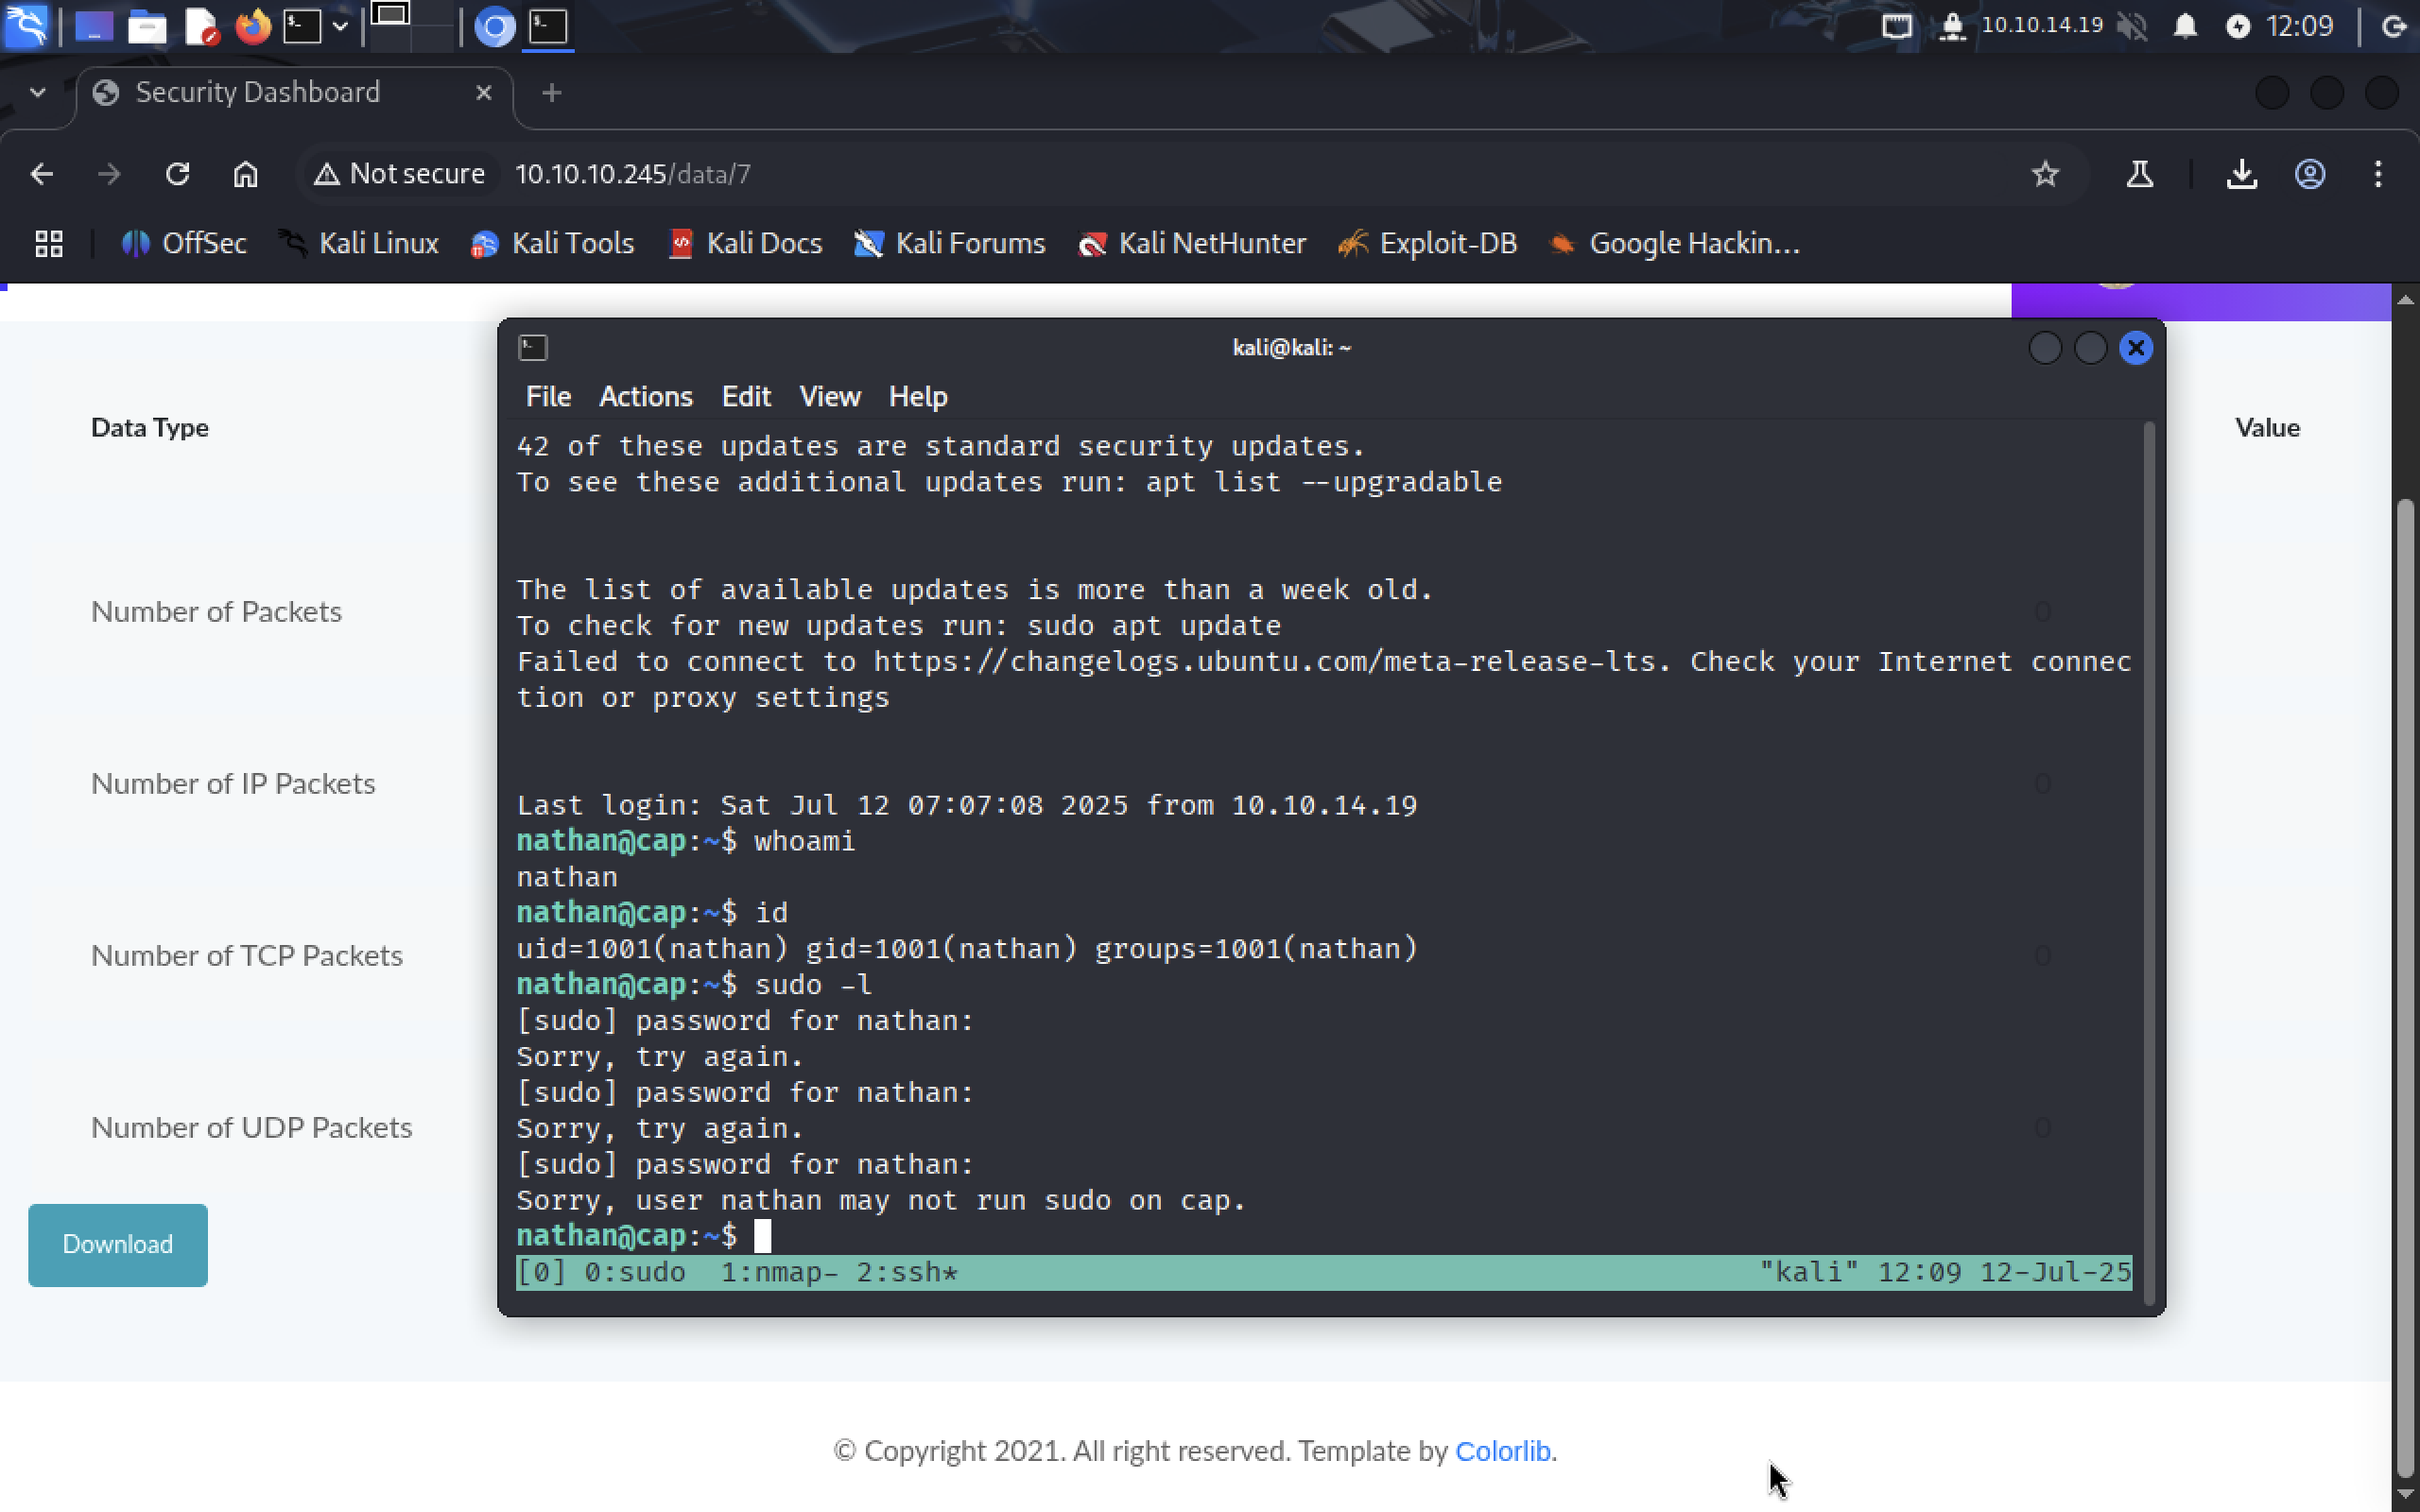 10.10.14.19 12:09
Security Dashboard
Not secure 10.10.10.245/data/7
OffSec Kali Linux Kali Tools Kali Docs Kali Forums Kali NetHunter Exploit-DB Google Hackin...
kali@kali: ~
File Actions Edit View Help
Data Type
Value
42 of these updates are standard security updates.
To see these additional updates run: apt list --upgradable
The list of available updates is more than a week old.
Number of Packets
0
To check for new updates run: sudo apt update
Failed to connect to https://changelogs.ubuntu.com/meta-release-lts. Check your Internet connec
tion or proxy settings
Number of IP Packets
0
Last login: Sat Jul 12 07:07:08 2025 from 10.10.14.19
nathan@cap:~$ whoami
nathan
nathan@cap:~$ id
uid=1001(nathan) gid=1001(nathan) groups=1001(nathan)
Number of TCP Packets
0
nathan@cap:~$ sudo -l
[sudo] password for nathan:
Sorry, try again.
[sudo] password for nathan:
Sorry, try again.
Number of UDP Packets
0
[sudo] password for nathan:
Sorry, user nathan may not run sudo on cap.
nathan@cap:~$
Download
[0] 0:sudo 1:nmap- 2:ssh* "kali" 12:09 12-Jul-25
© Copyright 2021. All right reserved. Template by Colorlib.